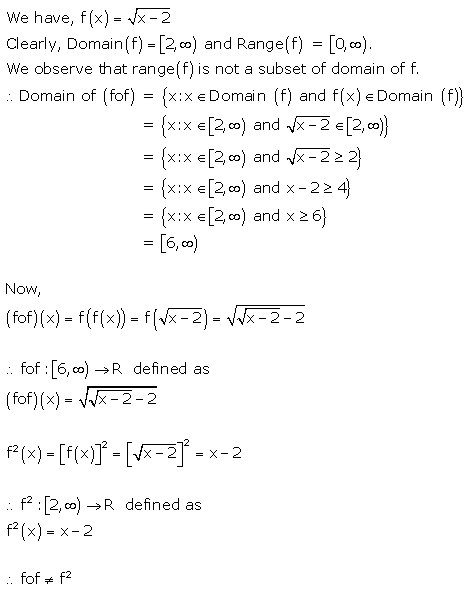 We have, f(x) = √(x−2)
Clearly, Domain(f) = [2,∞) and Range(f) = [0,∞).
We observe that range(f) is not a subset of domain of f.
∴ Domain of (fof) = {x:x∈Domain (f) and f(x)∈Domain (f)}
= {x:x∈[2,∞) and √(x−2) ∈[2,∞)}
= {x:x∈[2,∞) and √(x−2) ≥ 2}
= {x:x∈[2,∞) and x−2 ≥ 4}
= {x:x∈[2,∞) and x ≥ 6}
= [6,∞)
Now,
(fof)(x) = f(f(x)) = f(√(x−2)) = √(√(x−2)−2)
∴ fof : [6,∞) → R defined as
(fof)(x) = √(√(x−2)−2)
f²(x) = [f(x)]² = [√(x−2)]² = x−2
∴ f² : [2,∞) → R defined as
f²(x) = x−2
∴ fof ≠ f²